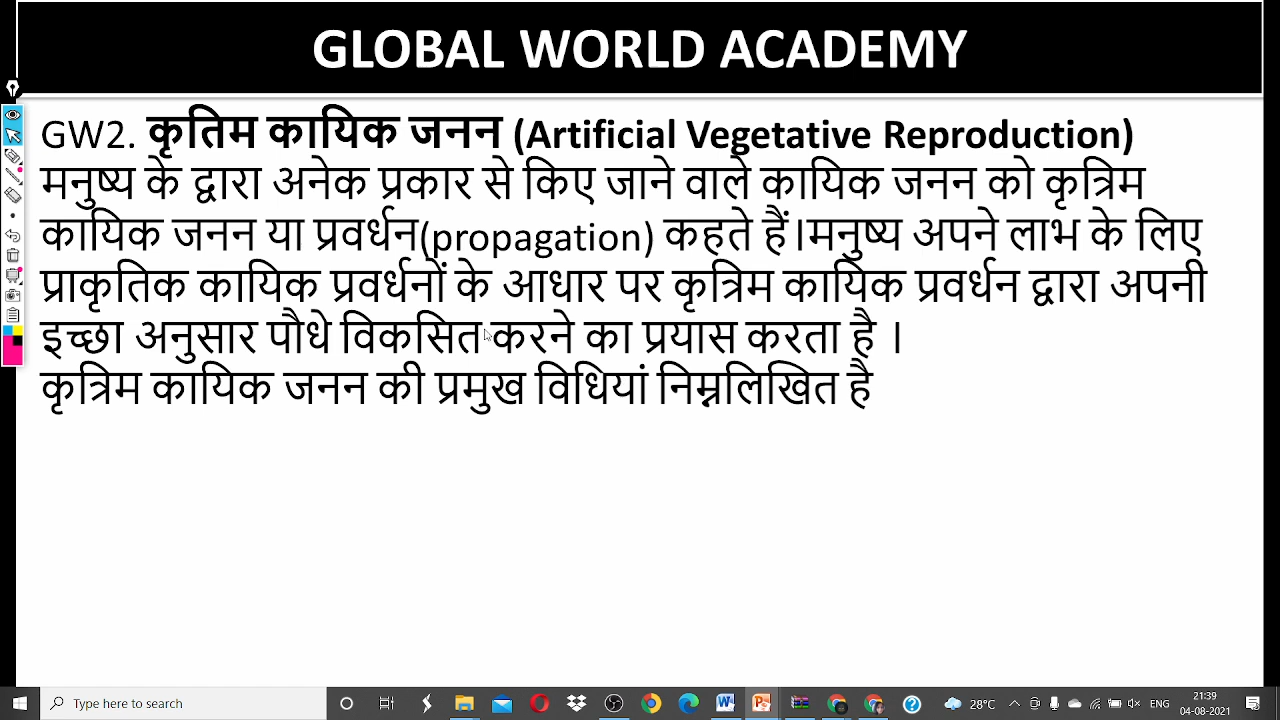 GLOBAL WORLD ACADEMY
GW2. कृतिम कायिक जनन (Artificial Vegetative Reproduction)
मनुष्य के द्वारा अनेक प्रकार से किए जाने वाले कायिक जनन को कृत्रिम
कायिक जनन या प्रवर्धन(propagation) कहते हैं।मनुष्य अपने लाभ के लिए
प्राकृतिक कायिक प्रवर्धनों के आधार पर कृत्रिम कायिक प्रवर्धन द्वारा अपनी
इच्छा अनुसार पौधे विकसित करने का प्रयास करता है ।
कृत्रिम कायिक जनन की प्रमुख विधियां निम्नलिखित है
Type here to search
28°C
ENG
21:39
04-08-2021